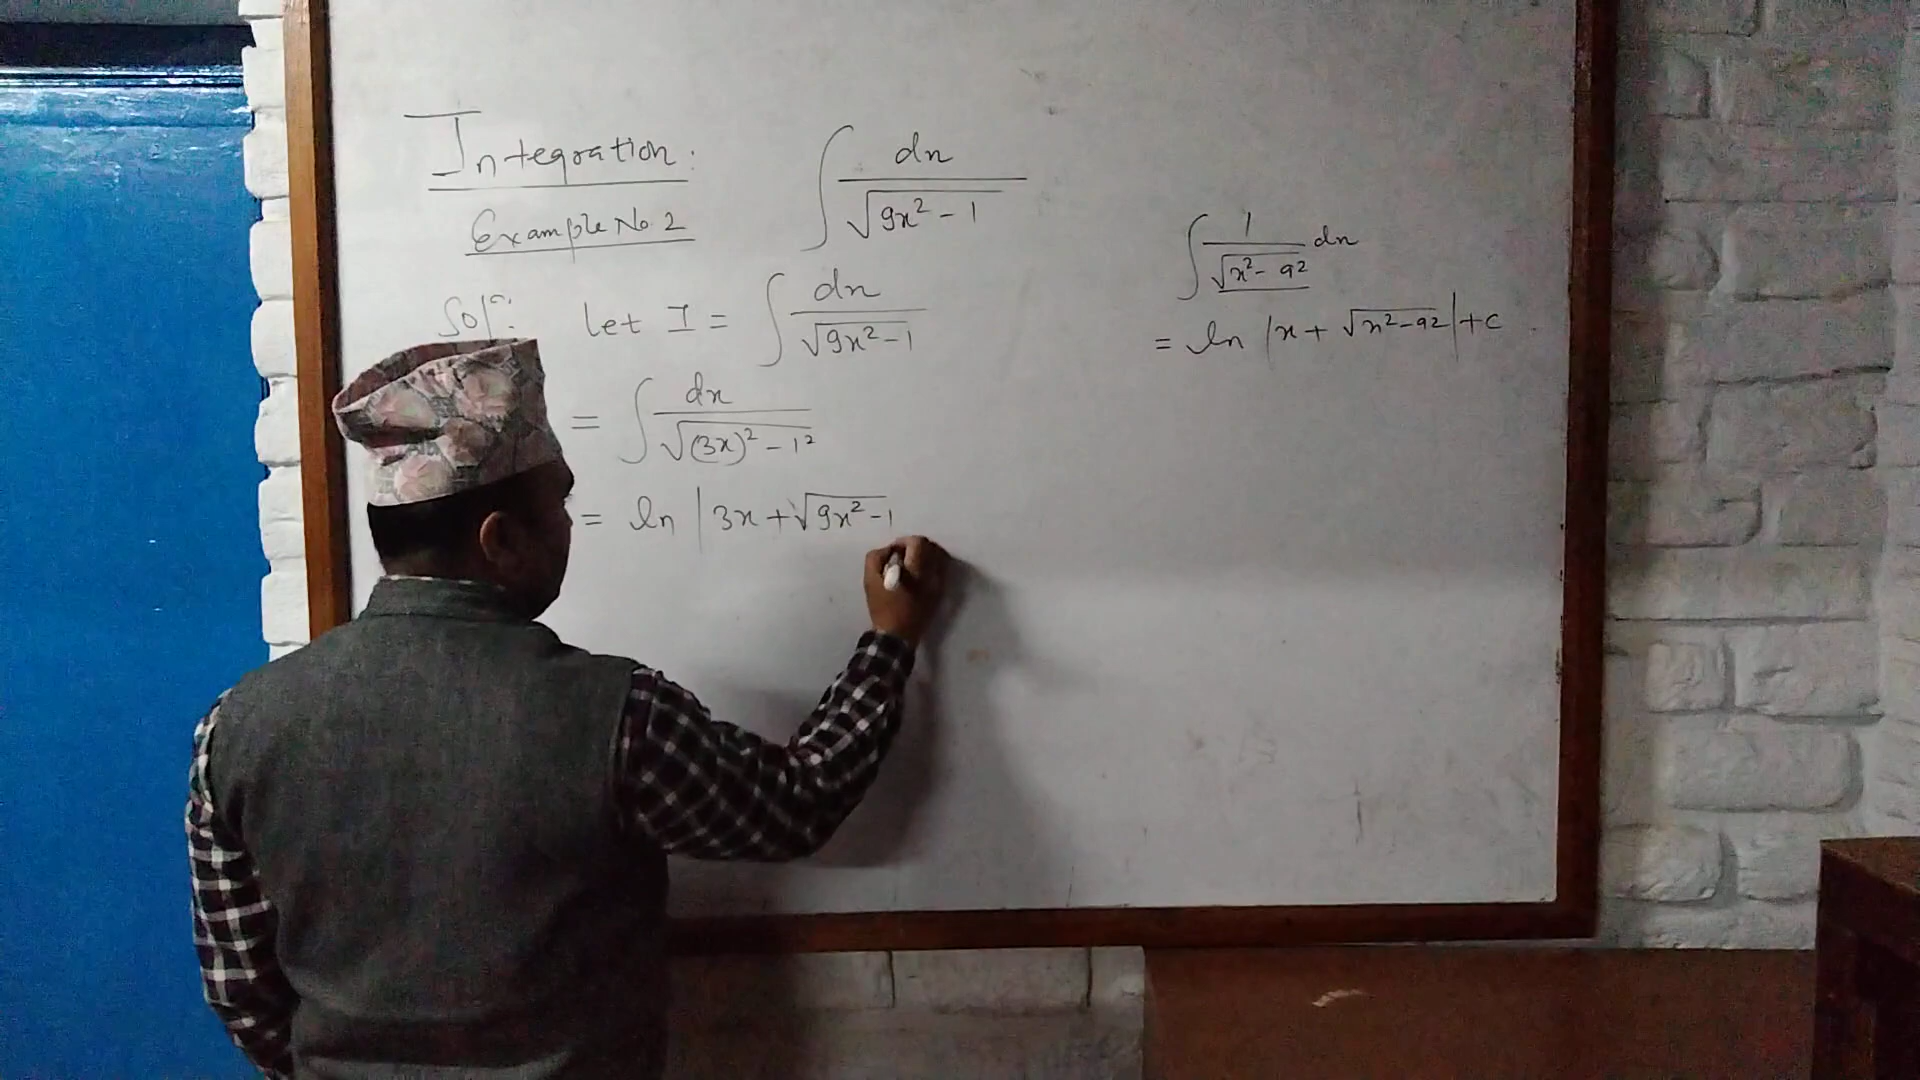 Integration:
Example No. 2
∫ dx / √(9x² - 1)
Solⁿ: let I = ∫ dx / √(9x² - 1)
= ∫ dx / √((3x)² - 1²)
= ln |3x + √(9x² - 1)
∫ 1 / √(x² - a²) dx
= ln |x + √(x² - a²)| + c